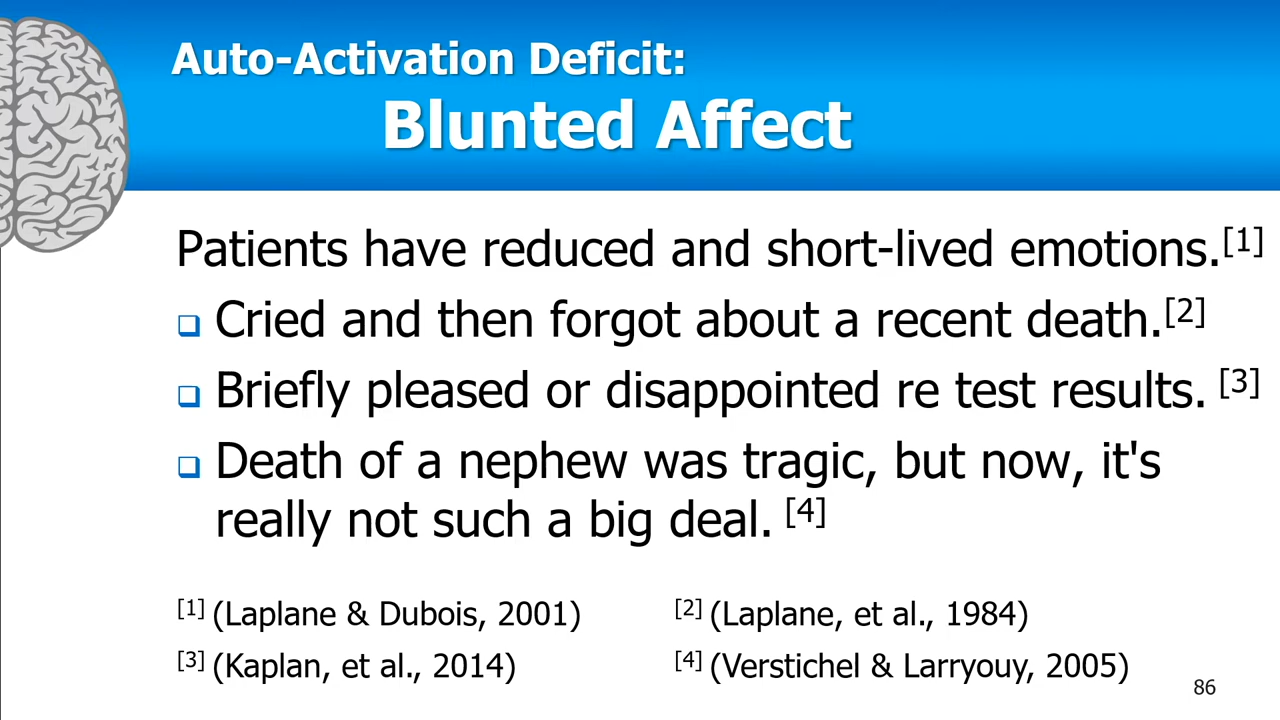 Auto-Activation Deficit:
Blunted Affect
Patients have reduced and short-lived emotions.[1]
❑ Cried and then forgot about a recent death.[2]
❑ Briefly pleased or disappointed re test results. [3]
❑ Death of a nephew was tragic, but now, it's
really not such a big deal. [4]
[1] (Laplane & Dubois, 2001) [2] (Laplane, et al., 1984)
[3] (Kaplan, et al., 2014) [4] (Verstichel & Larryouy, 2005)
86